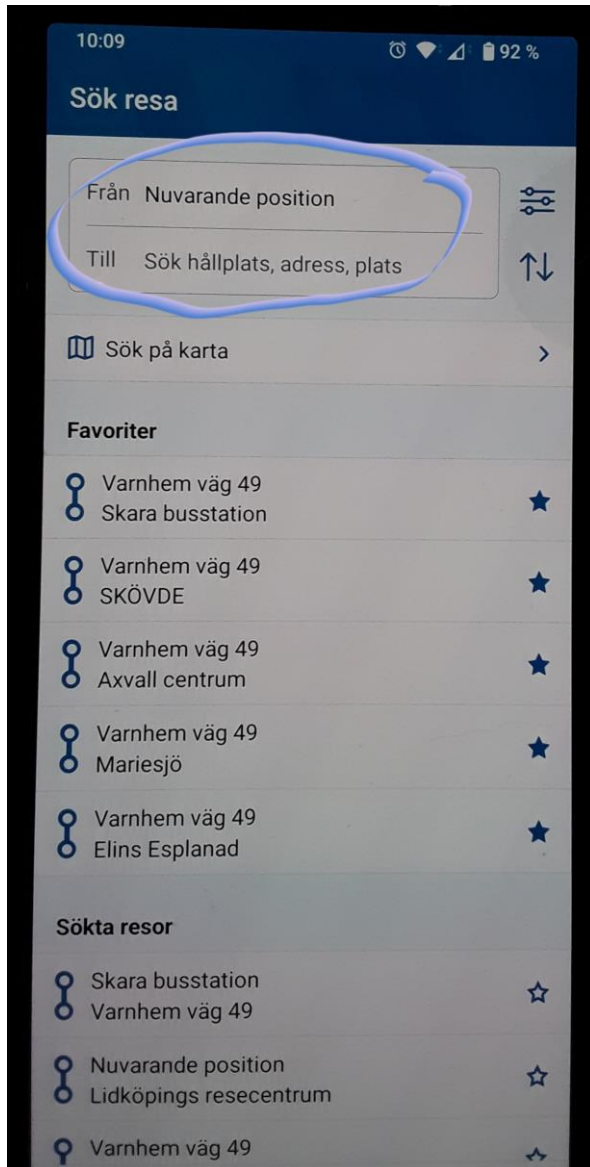 10:09 92 %
Sök resa
Från Nuvarande position
Till Sök hållplats, adress, plats
Sök på karta
Favoriter
Varnhem väg 49
Skara busstation
Varnhem väg 49
SKÖVDE
Varnhem väg 49
Axvall centrum
Varnhem väg 49
Mariesjö
Varnhem väg 49
Elins Esplanad
Sökta resor
Skara busstation
Varnhem väg 49
Nuvarande position
Lidköpings resecentrum
Varnhem väg 49